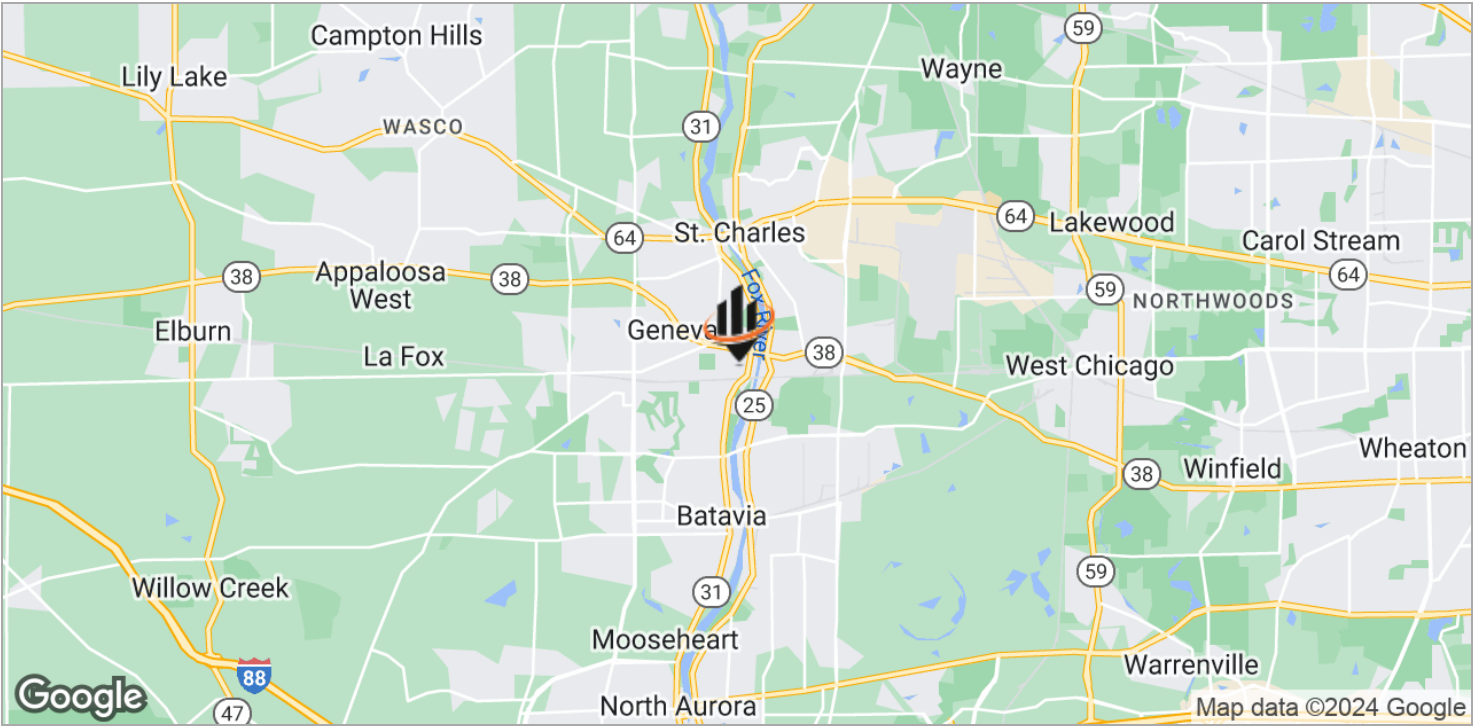 59
Campton Hills
Wayne
Lily Lake
31
WASCO
64
Lakewood
St. Charles
64
Carol Stream
38
Appaloosa
West
38
64
59
NORTHWOODS
Fox River
Elburn
Geneva
La Fox
38
West Chicago
25
Wheaton
38
Winfield
Batavia
59
Willow Creek
31
Mooseheart
Warrenville
88
Google
47
North Aurora
Map data ©2024 Google